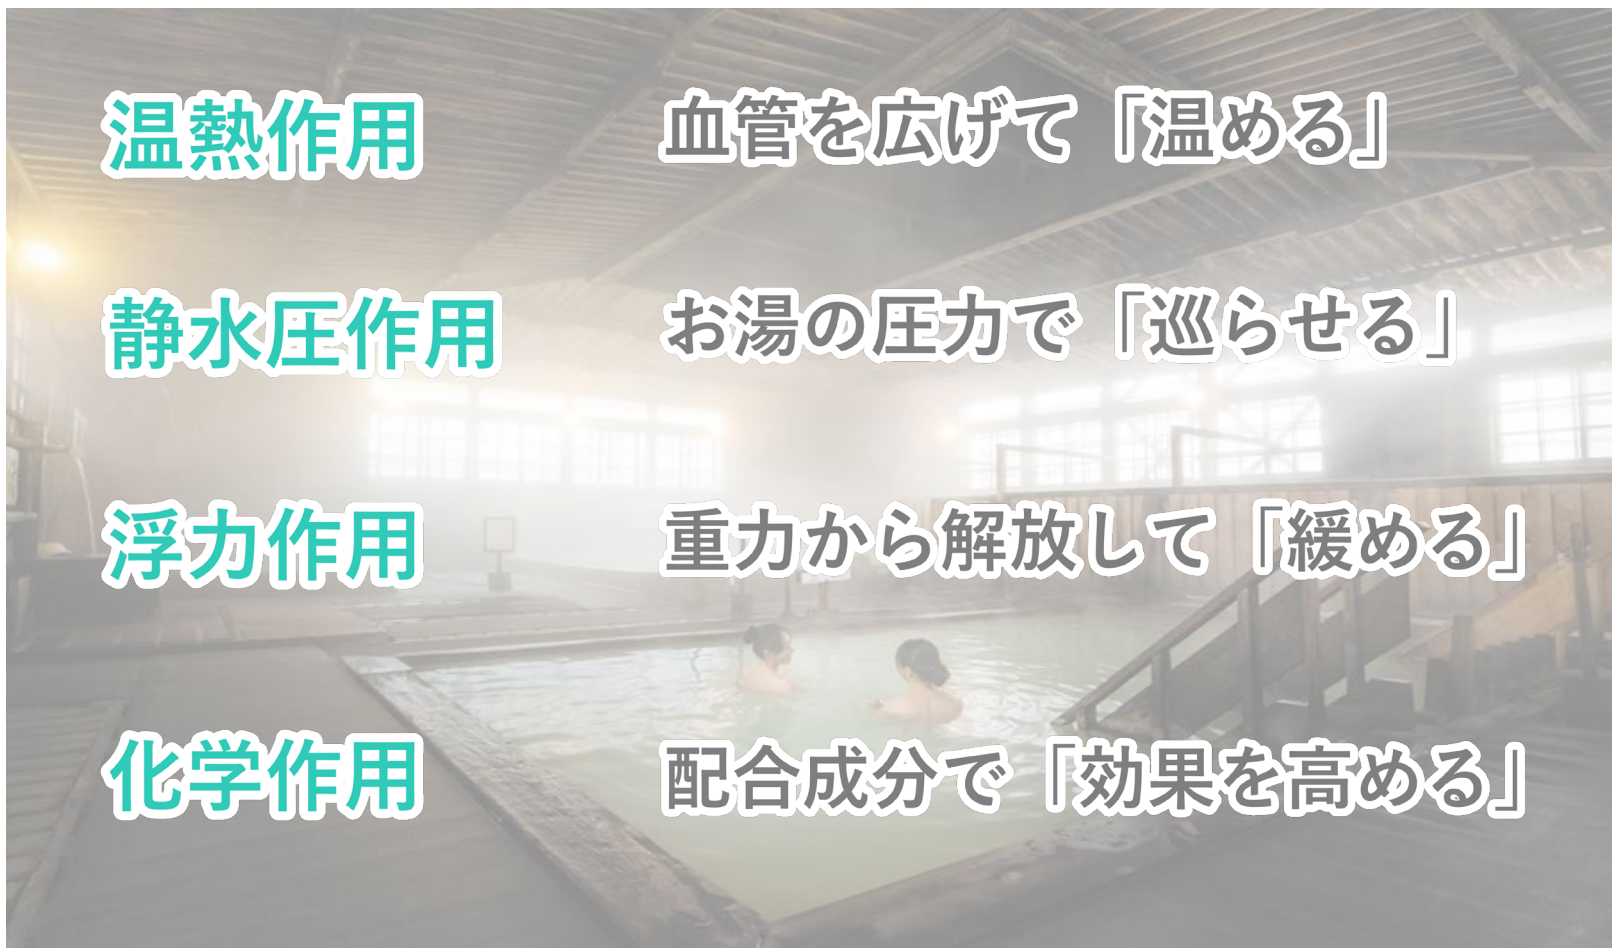 温熱作用 血管を広げて「温める」
静水圧作用 お湯の圧力で「巡らせる」
浮力作用 重力から解放して「緩める」
化学作用 配合成分で「効果を高める」